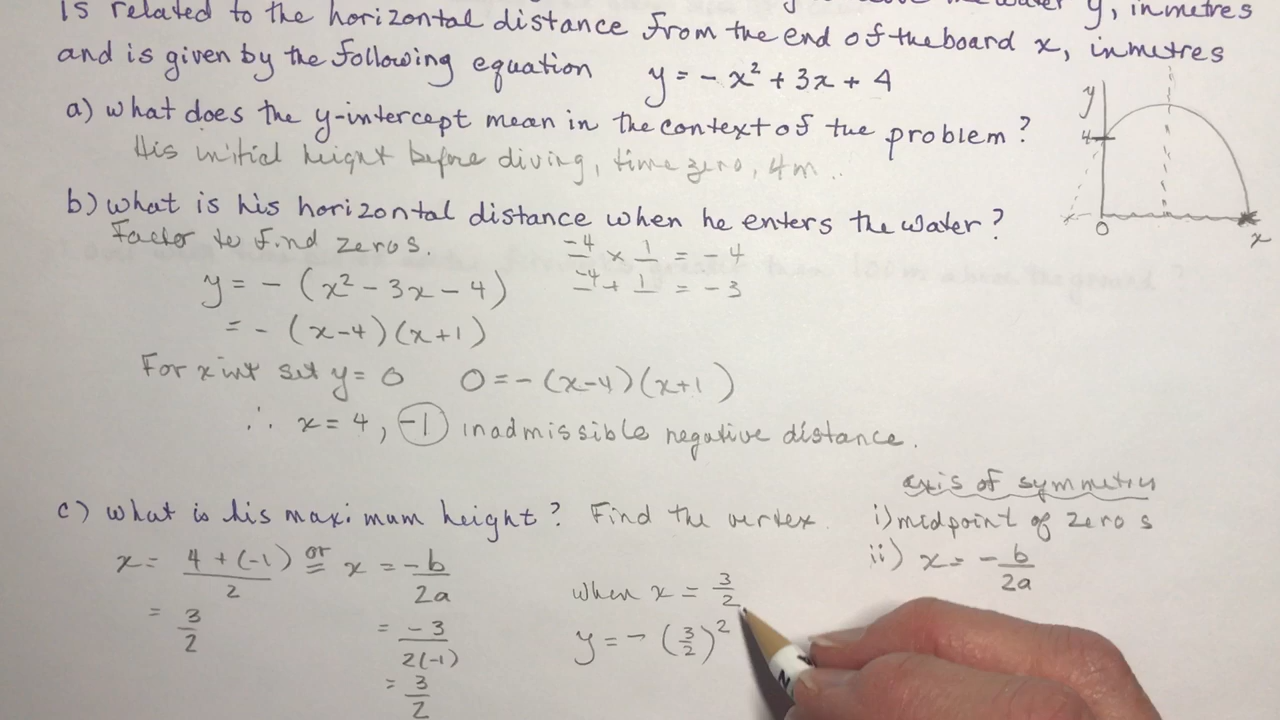 is related to the horizontal distance from the end of the board x, in metres
and is given by the following equation y = - x² + 3x + 4
a) what does the y-intercept mean in the context of the problem?
His initial height before diving, time zero, 4m..
b) what is his horizontal distance when he enters the water?
Factor to find zeros.
-4 × 1 = -4
-4 + 1 = -3
y = - (x² - 3x - 4)
= - (x-4)(x+1)
For x int set y = 0 0 = - (x-4)(x+1)
∴ x = 4, -1 inadmissible negative distance.
c) what is his maximum height? Find the vertex.
axis of symmetry
i) midpoint of zeros
ii) x = -b/2a
x = 4 + (-1)/2 or x = -b/2a
= 3/2
= -3/2(-1)
= 3/2
when x = 3/2
y = - (3/2)²
y
4
0
x
N